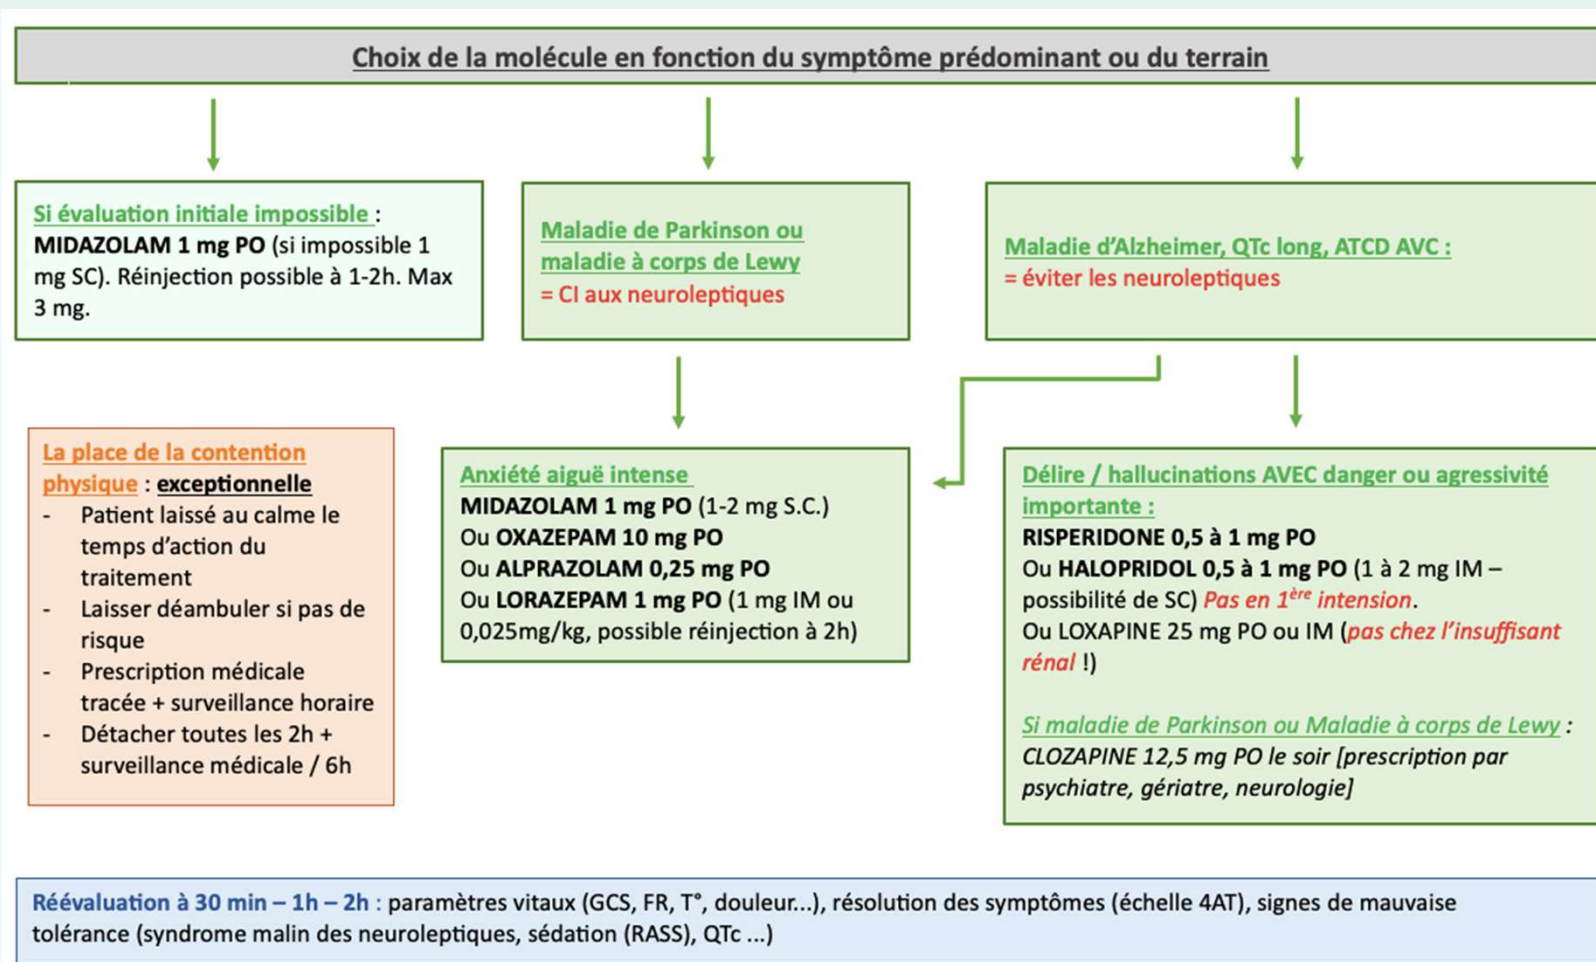 Choix de la molécule en fonction du symptôme prédominant ou du terrain
Si évaluation initiale impossible :
MIDAZOLAM 1 mg PO (si impossible 1
mg SC). Réinjection possible à 1-2h. Max
3 mg.
Maladie de Parkinson ou
maladie à corps de Lewy
= CI aux neuroleptiques
Maladie d'Alzheimer, QTc long, ATCD AVC :
= éviter les neuroleptiques
La place de la contention
physique : exceptionnelle
- Patient laissé au calme le
temps d'action du
traitement
- Laisser déambuler si pas de
risque
- Prescription médicale
tracée + surveillance horaire
- Détacher toutes les 2h +
surveillance médicale / 6h
Anxiété aiguë intense
MIDAZOLAM 1 mg PO (1-2 mg S.C.)
Ou OXAZEPAM 10 mg PO
Ou ALPRAZOLAM 0,25 mg PO
Ou LORAZEPAM 1 mg PO (1 mg IM ou
0,025mg/kg, possible réinjection à 2h)
Délire / hallucinations AVEC danger ou agressivité
importante :
RISPERIDONE 0,5 à 1 mg PO
Ou HALOPRIDOL 0,5 à 1 mg PO (1 à 2 mg IM –
possibilité de SC) Pas en 1ère intension.
Ou LOXAPINE 25 mg PO ou IM (pas chez l'insuffisant
rénal !)
Si maladie de Parkinson ou Maladie à corps de Lewy :
CLOZAPINE 12,5 mg PO le soir [prescription par
psychiatre, gériatre, neurologie]
Réévaluation à 30 min – 1h – 2h : paramètres vitaux (GCS, FR, T°, douleur...), résolution des symptômes (échelle 4AT), signes de mauvaise
tolérance (syndrome malin des neuroleptiques, sédation (RASS), QTc ...)